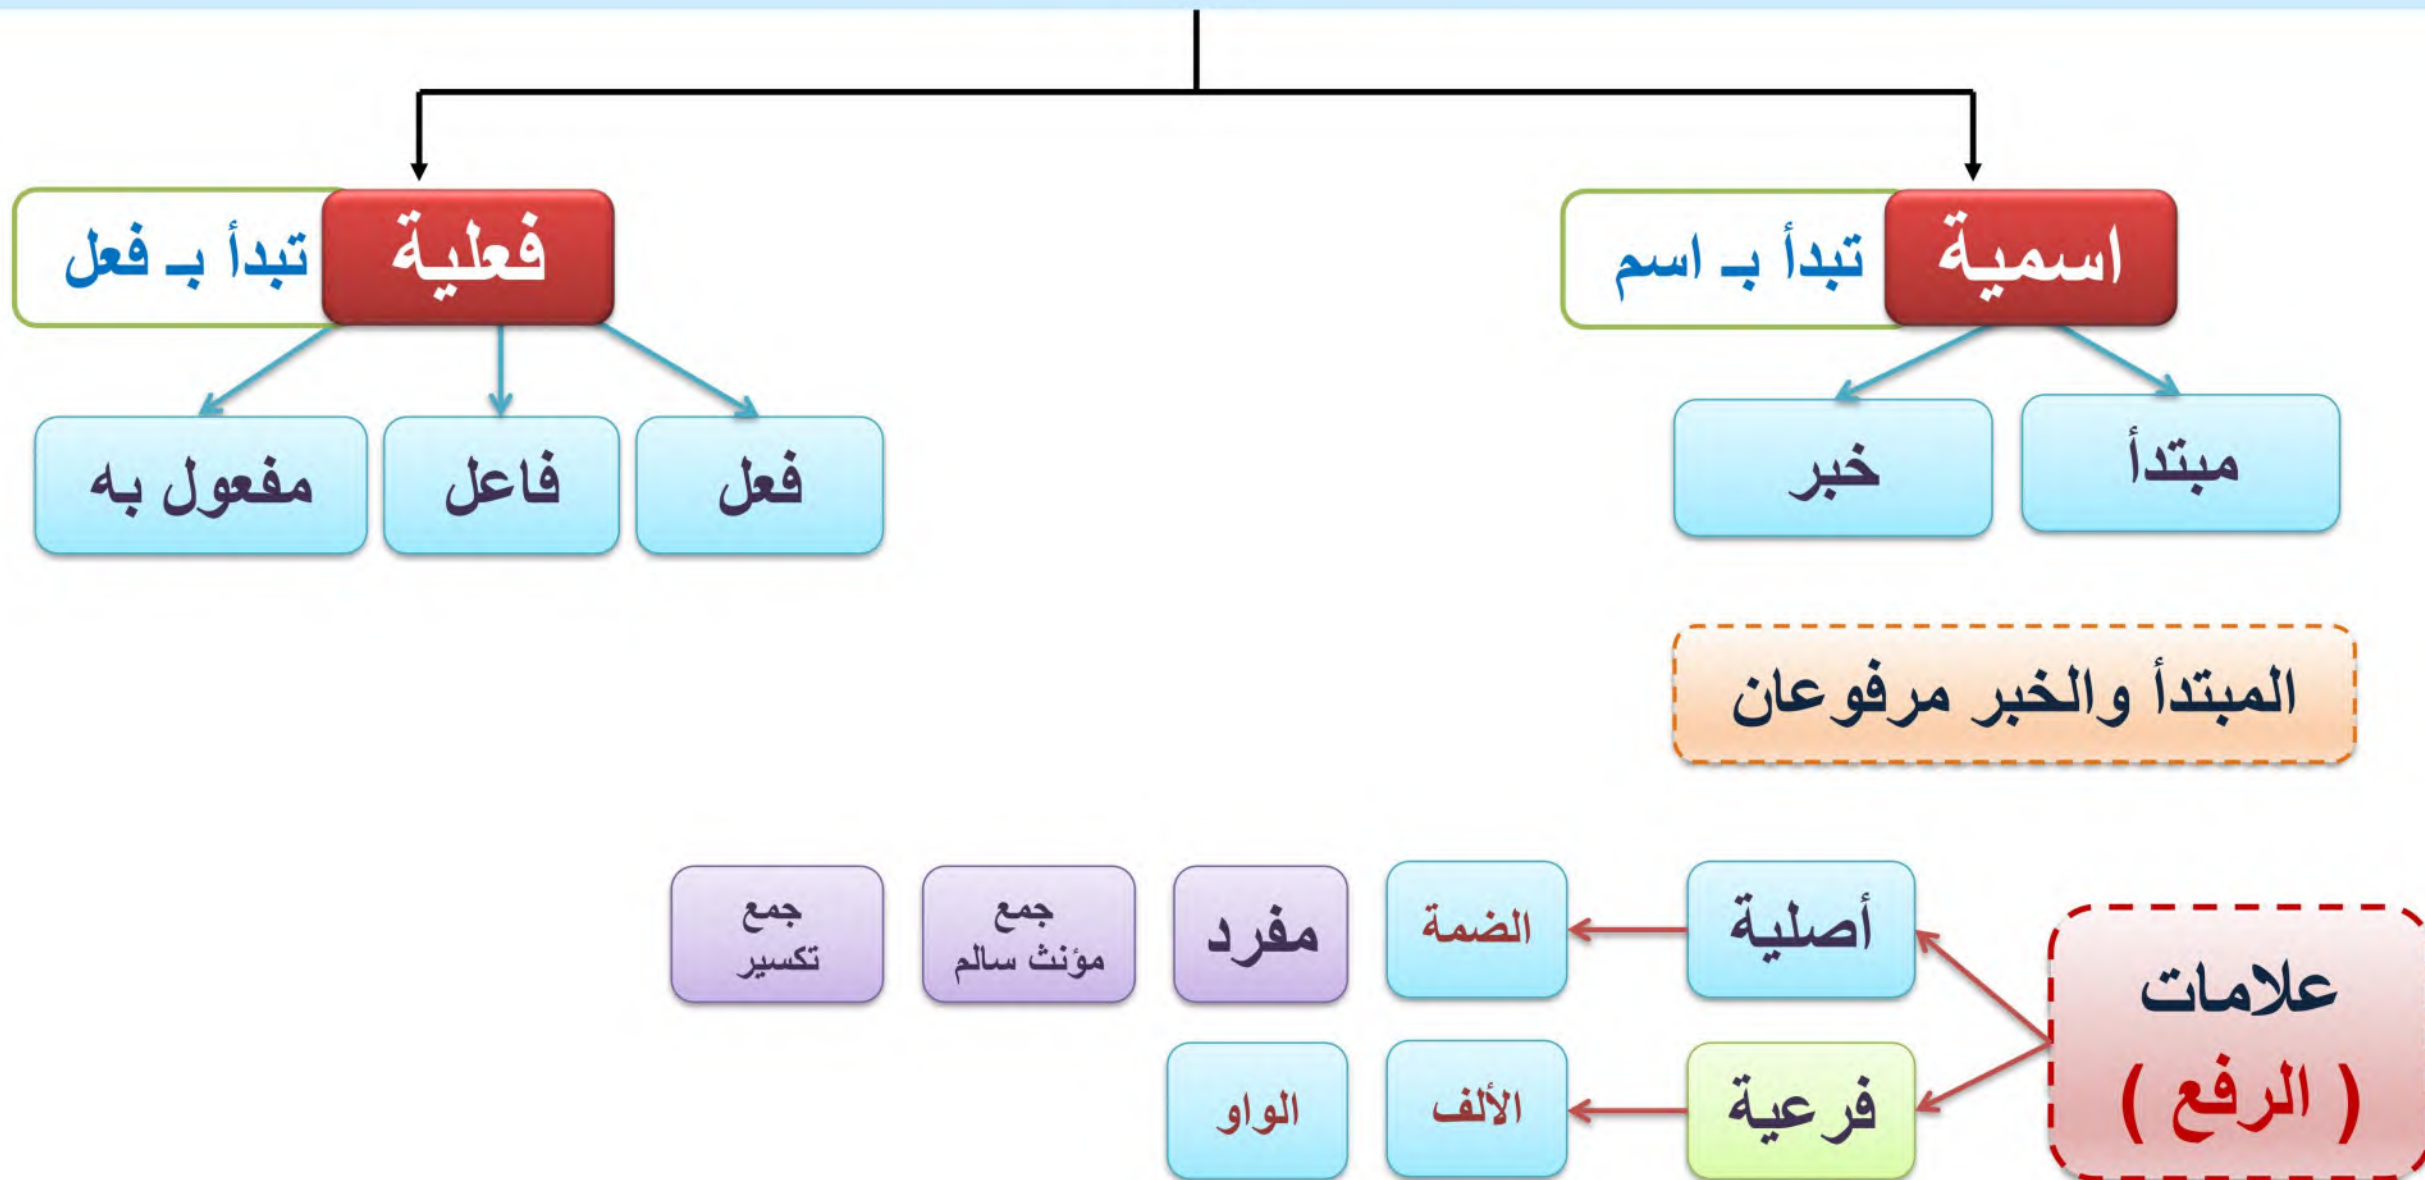 اسمية
تبدأ بـ اسم
فعلية
تبدأ بـ فعل
مبتدأ
خبر
فعل
فاعل
مفعول به
المبتدأ والخبر مرفوعان
علامات
( الرفع )
أصلية
الضمة
مفرد
جمع
مؤنث سالم
جمع
تكسير
فرعية
الألف
الواو